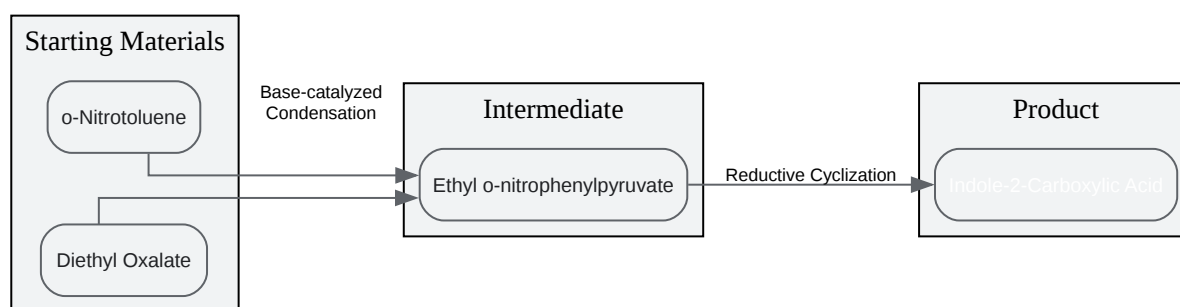 Starting Materials
o-Nitrotoluene
Diethyl Oxalate
Base-catalyzed
Condensation
Intermediate
Ethyl o-nitrophenylpyruvate
Reductive Cyclization
Product
Indole-2-Carboxylic Acid